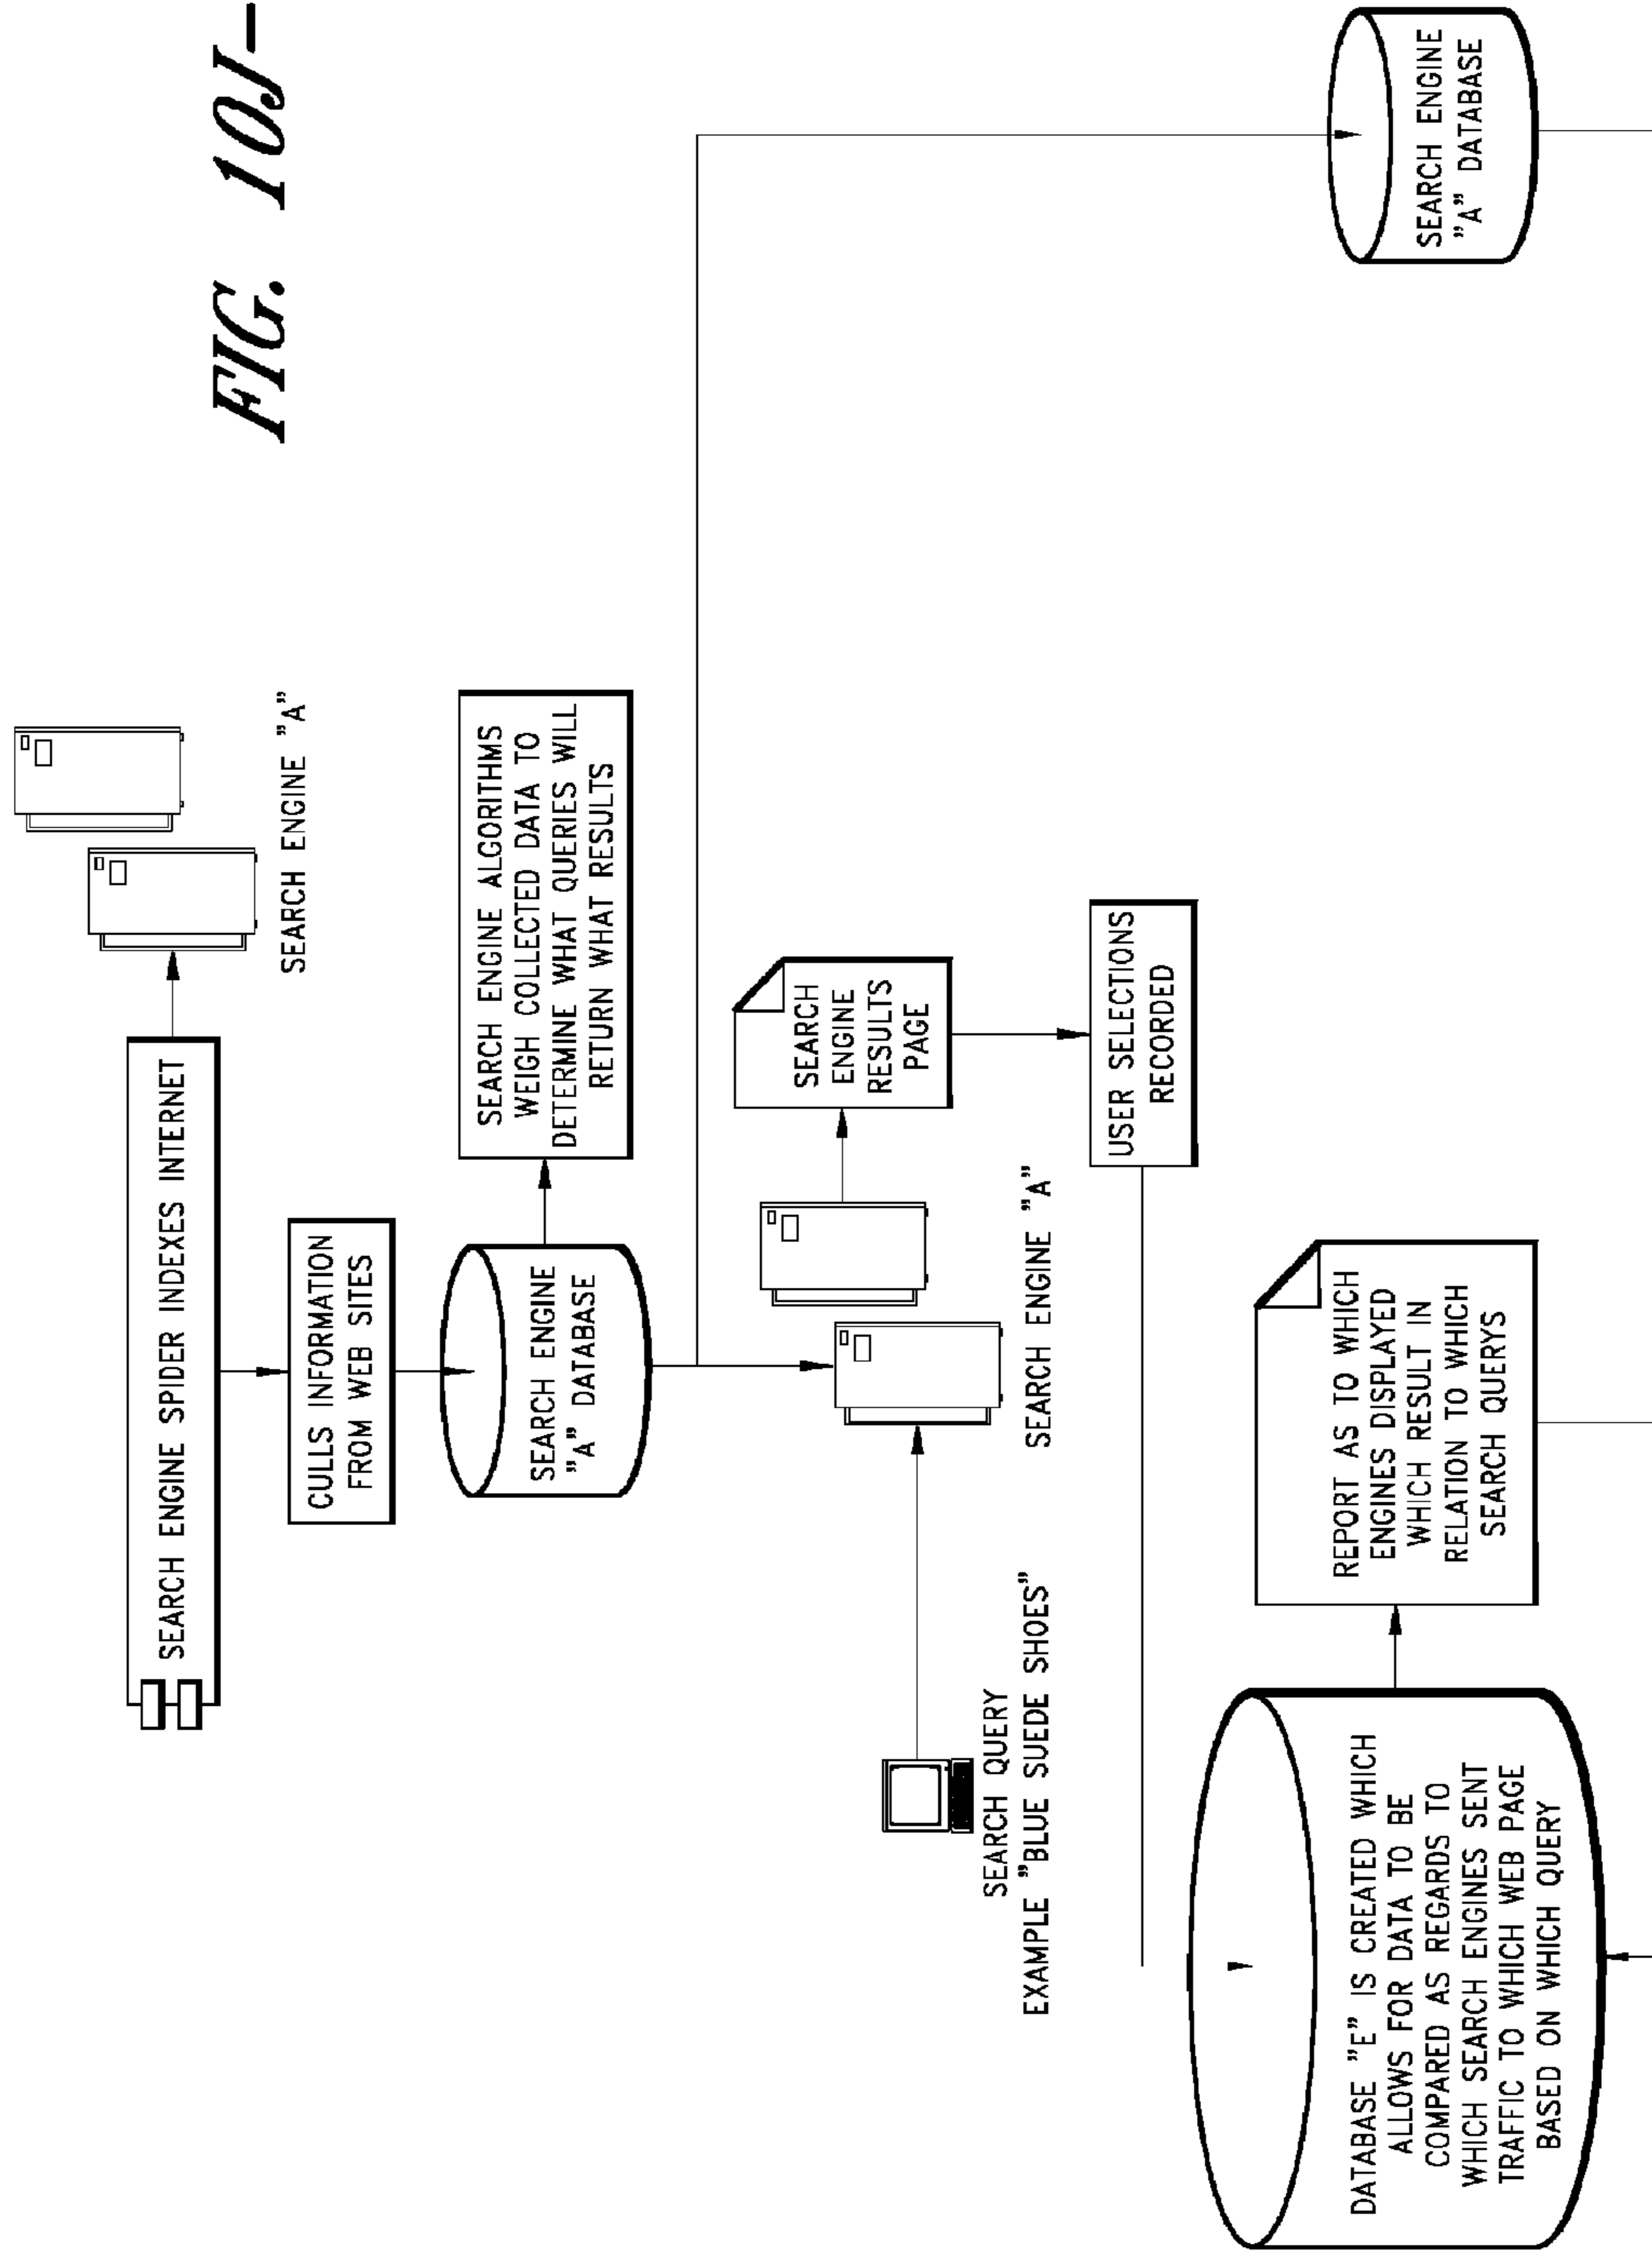 FIG. 10J-
SEARCH ENGINE SPIDER INDEXES INTERNET
SEARCH ENGINE "A"
CULLS INFORMATION
FROM WEB SITES
SEARCH ENGINE
"A" DATABASE
SEARCH ENGINE ALGORITHMS
WEIGH COLLECTED DATA TO
DETERMINE WHAT QUERIES WILL
RETURN WHAT RESULTS
SEARCH QUERY
EXAMPLE "BLUE SUEDE SHOES"
SEARCH ENGINE "A"
SEARCH
ENGINE
RESULTS
PAGE
USER SELECTIONS
RECORDED
DATABASE "E" IS CREATED WHICH
ALLOWS FOR DATA TO BE
COMPARED AS REGARDS TO
WHICH SEARCH ENGINES SENT
TRAFFIC TO WHICH WEB PAGE
BASED ON WHICH QUERY
REPORT AS TO WHICH
ENGINES DISPLAYED
WHICH RESULT IN
RELATION TO WHICH
SEARCH QUERYS
SEARCH ENGINE
"A" DATABASE